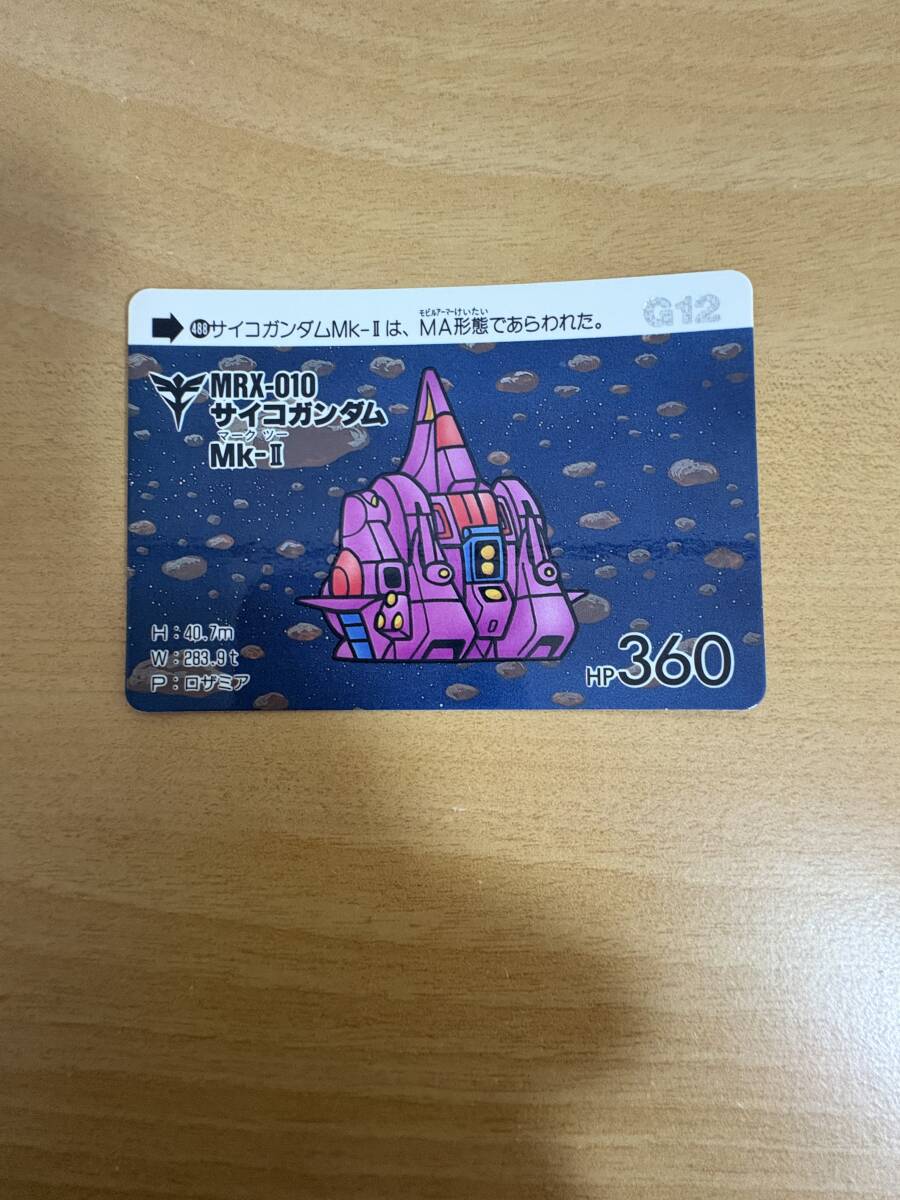 モビルアーマーけいたい
488サイコガンダムMk-Ⅱは、MA形態であらわれた。
G12
MRX-010
サイコガンダム
マーク ツー
Mk-Ⅱ
H:40.7m
W:283.9t
P:ロザミア
HP360